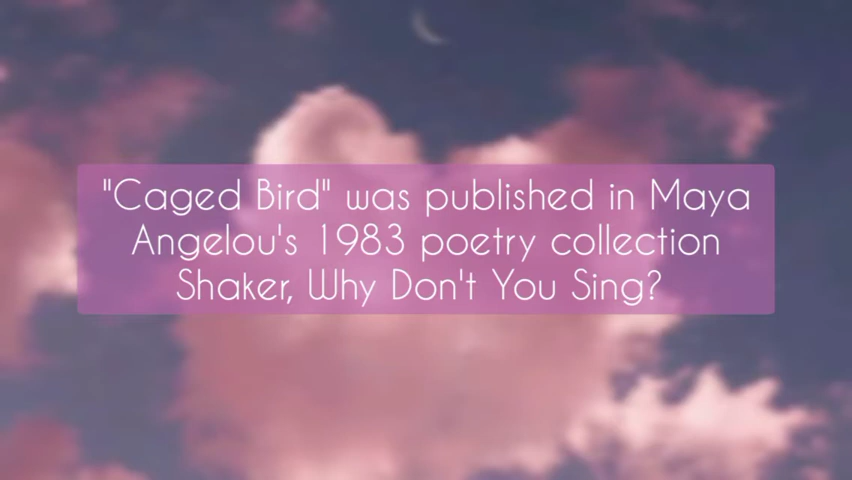 "Caged Bird" was published in Maya
Angelou's 1983 poetry collection
Shaker, Why Don't You Sing?